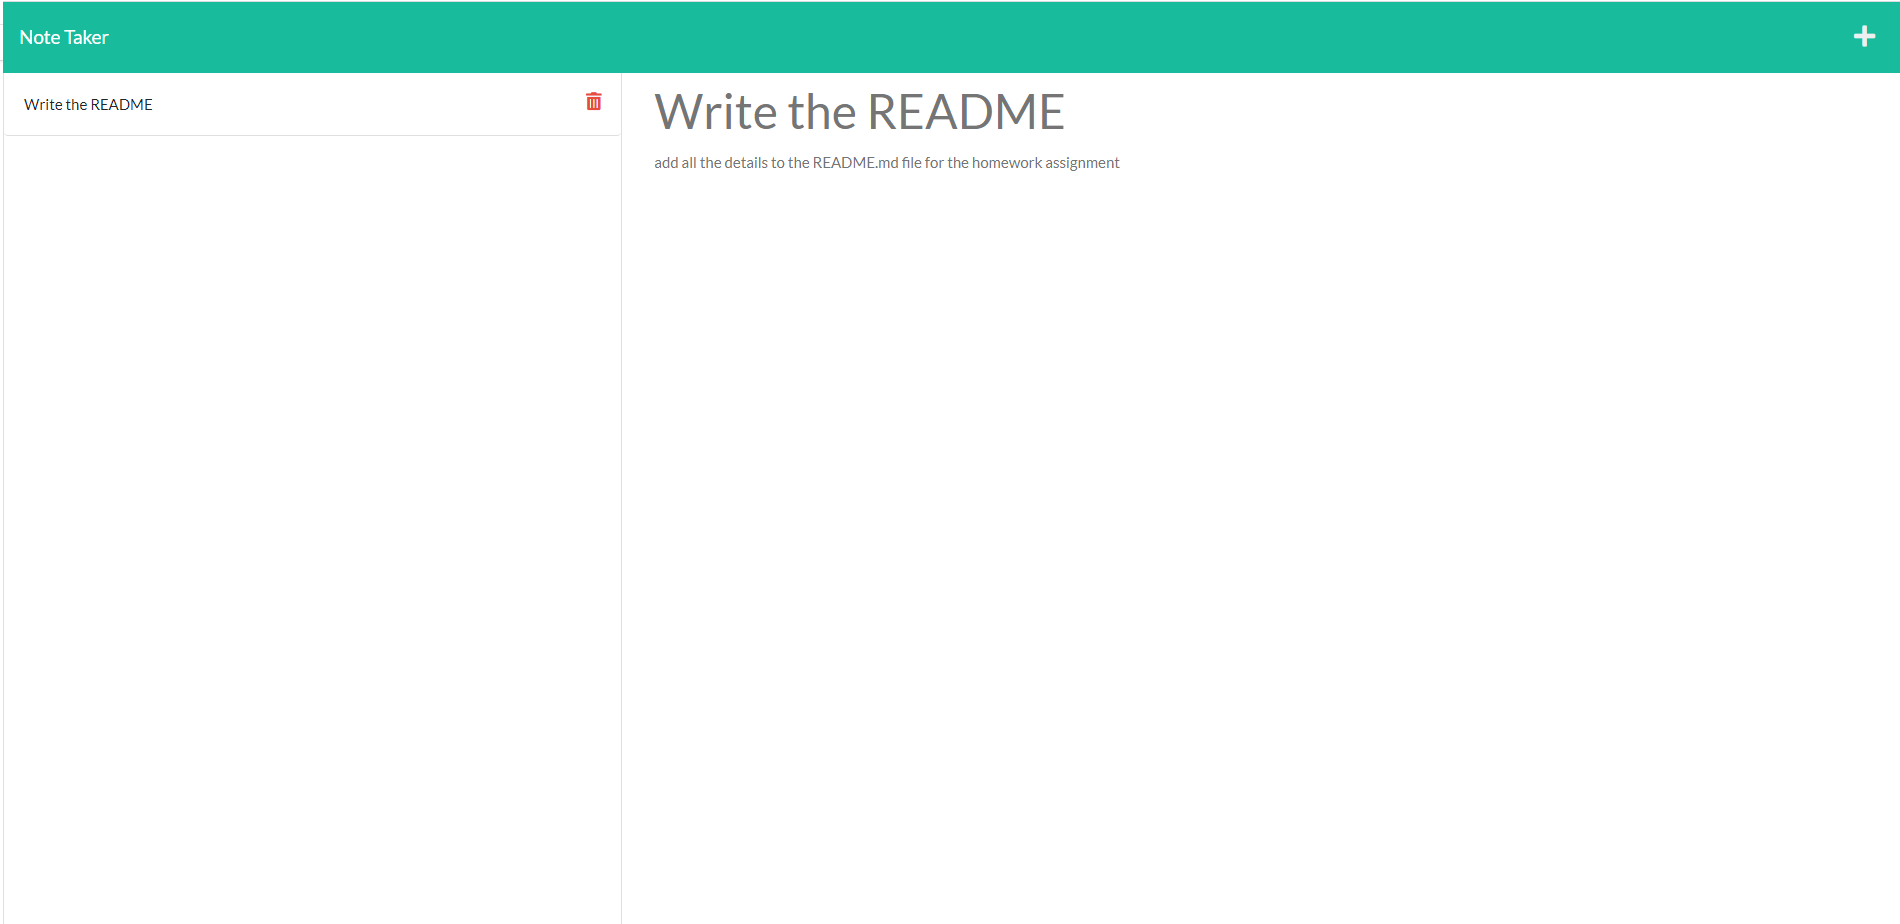 Note Taker
Write the README
Write the README
add all the details to the README.md file for the homework assignment